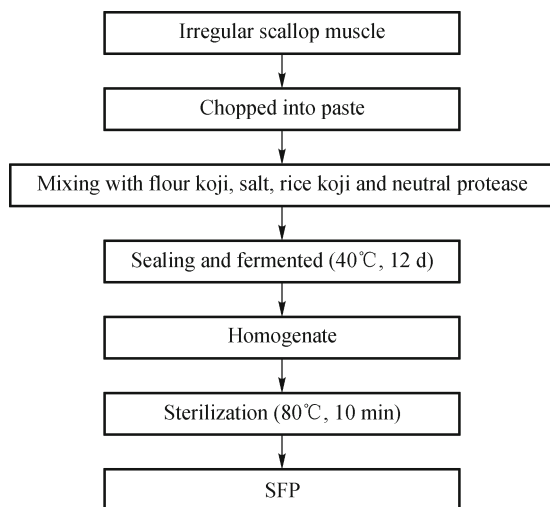 Irregular scallop muscle
Chopped into paste
Mixing with flour koji, salt, rice koji and neutral protease
Sealing and fermented (40℃, 12 d)
Homogenate
Sterilization (80℃, 10 min)
SFP